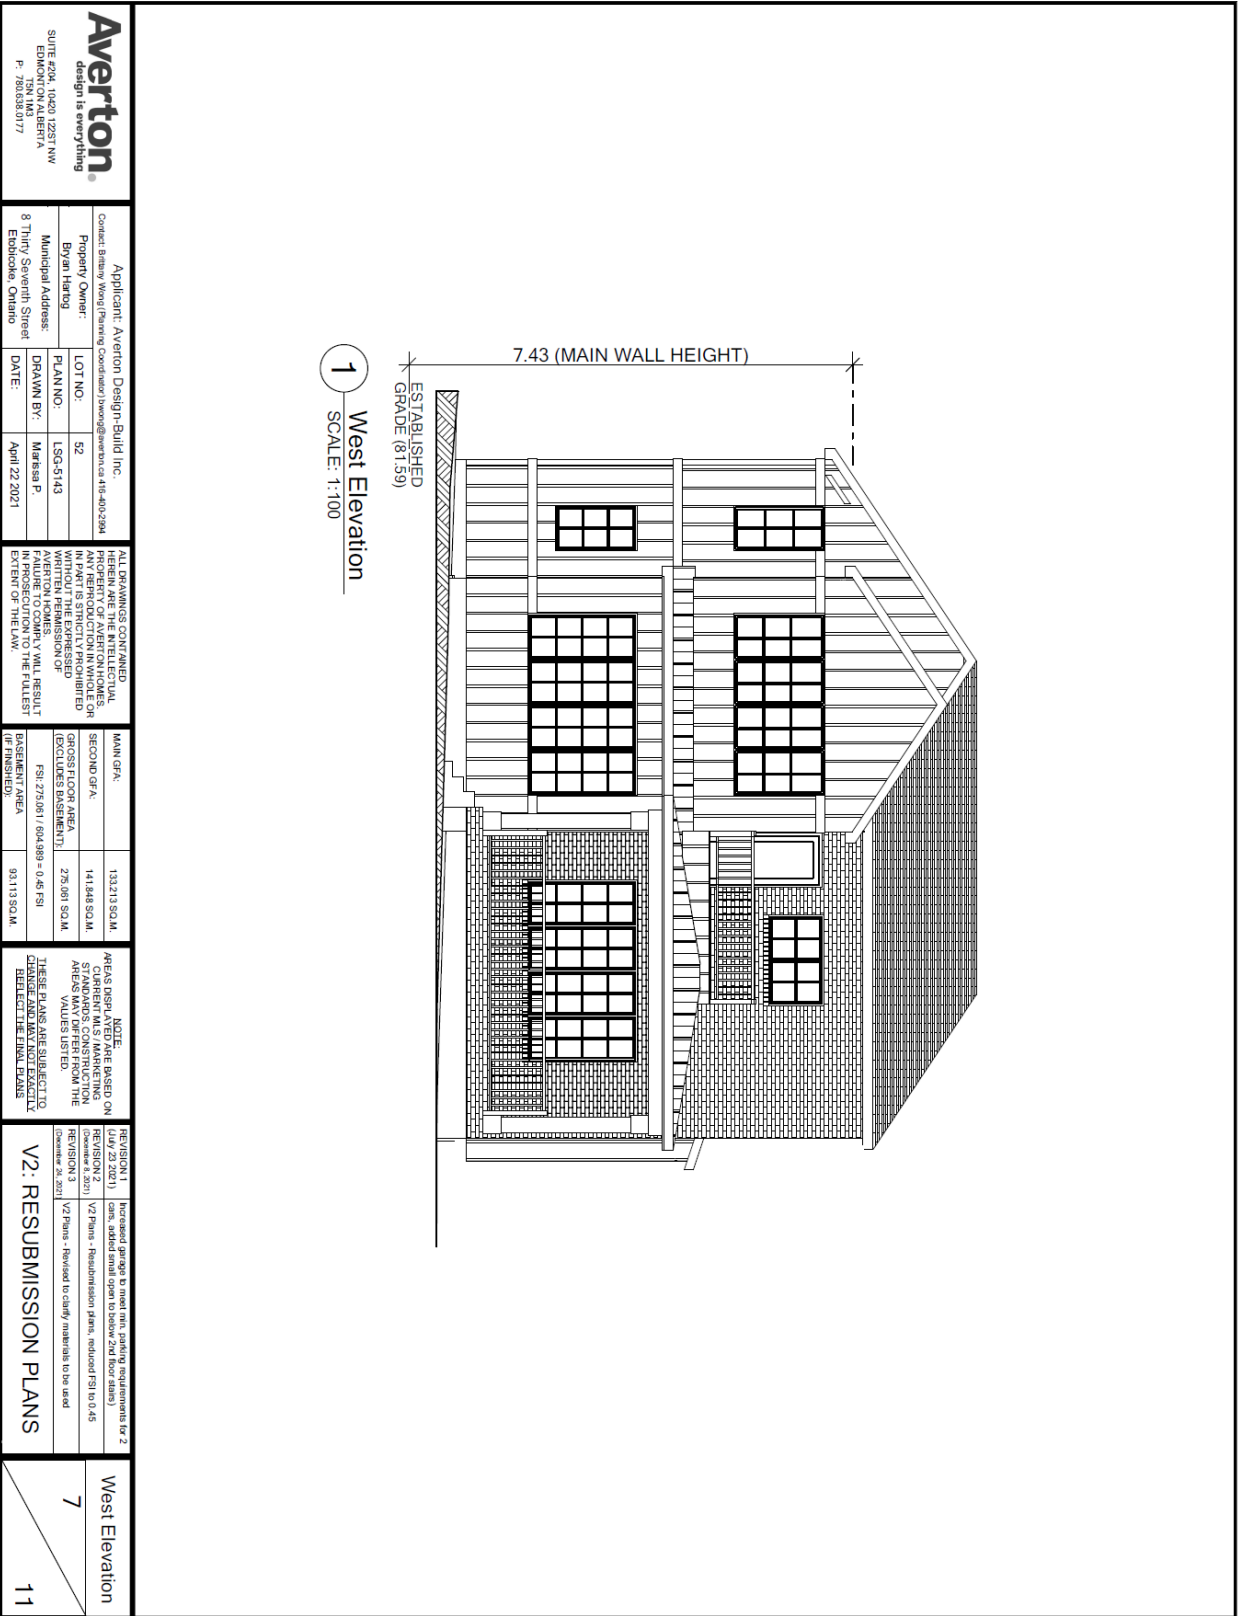 7.43 (MAIN WALL HEIGHT)
ESTABLISHED
GRADE (81.59)
1
West Elevation
SCALE: 1:100
Averton.
design is everything
SUITE #204, 10420 122ST NW
EDMONTON ALBERTA
T5N 1M3
P: 780.638.0177
Applicant: Averton Design-Build Inc.
Contact: Brittany Wong (Planning Coordinator) bwong@averton.ca 416-400-2994
Property Owner:
Bryan Hartog
Municipal Address:
8 Thirty Seventh Street
Etobicoke, Ontario
LOT NO: 52
PLAN NO: LSG-5143
DRAWN BY: Marissa P.
DATE: April 22 2021
ALL DRAWINGS CONTAINED
HEREIN ARE THE INTELLECTUAL
PROPERTY OF AVERTON HOMES.
ANY REPRODUCTION IN WHOLE OR
IN PART IS STRICTLY PROHIBITED
WITHOUT THE EXPRESSED
WRITTEN PERMISSION OF
AVERTON HOMES.
FAILURE TO COMPLY WILL RESULT
IN PROSECUTION TO THE FULLEST
EXTENT OF THE LAW.
MAIN GFA: 133.213 SQ.M.
SECOND GFA: 141.848 SQ.M.
GROSS FLOOR AREA
(EXCLUDES BASEMENT): 275.061 SQ.M.
FSI: 275.061 / 604.989 = 0.45 FSI
BASEMENT AREA
(IF FINISHED): 93.113 SQ.M.
NOTE:
AREAS DISPLAYED ARE BASED ON
CURRENT MLS / MARKETING
STANDARDS. CONSTRUCTION
AREAS MAY DIFFER FROM THE
VALUES LISTED.
THESE PLANS ARE SUBJECT TO
CHANGE AND MAY NOT EXACTLY
REFLECT THE FINAL PLANS
REVISION 1
(July 23 2021)
Increased garage to meet min. parking requirements for 2
cars, added small open to below 2nd floor stairs)
REVISION 2
(December 8, 2021)
V2 Plans - Resubmission plans, reduced FSI to 0.45
REVISION 3
(December 24, 2021)
V2 Plans - Revised to clarify materials to be used
V2: RESUBMISSION PLANS
West Elevation
7
11